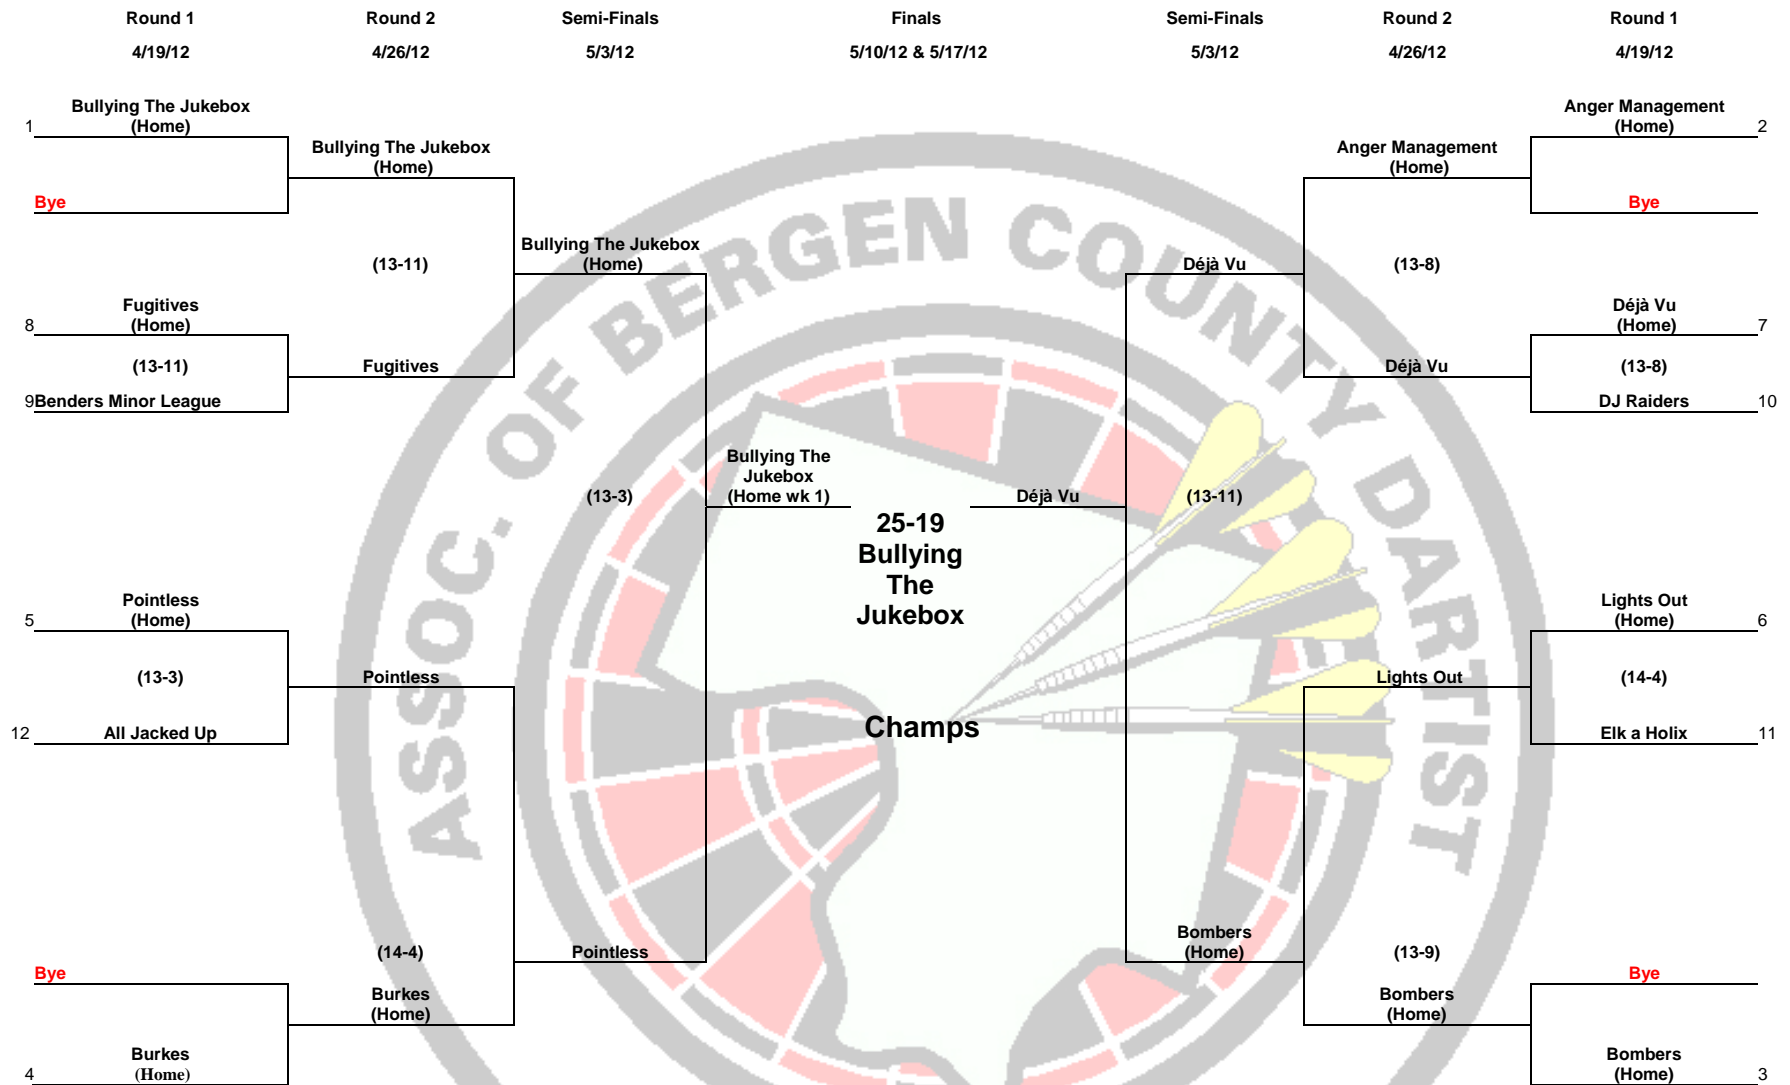 Round 1
Round 2
Semi-Finals
Finals
Semi-Finals
Round 2
Round 1
4/19/12
4/26/12
5/3/12
5/10/12 & 5/17/12
5/3/12
4/26/12
4/19/12
Bullying The Jukebox
(Home)
1
Bye
Bullying The Jukebox
(Home)
(13-11)
Fugitives
(Home)
8
(13-11)
9 Benders Minor League
Fugitives
Bullying The Jukebox
(Home)
(13-3)
Pointless
(Home)
5
(13-3)
12 All Jacked Up
Pointless
(14-4)
Bye
Burkes
(Home)
Burkes
(Home)
4
Pointless
Bullying The
Jukebox
(Home wk 1)
Déjà Vu
25-19
Bullying
The
Jukebox
Champs
Déjà Vu
(13-11)
Bombers
(Home)
Anger Management
(Home)
(13-8)
Déjà Vu
Lights Out
(13-9)
Bombers
(Home)
Anger Management
(Home)
2
Bye
Déjà Vu
(Home)
7
(13-8)
DJ Raiders 10
Lights Out
(Home)
6
(14-4)
Elk a Holix 11
Bye
Bombers
(Home)
3
ASSOC. OF BERGEN COUNTY DARTIST